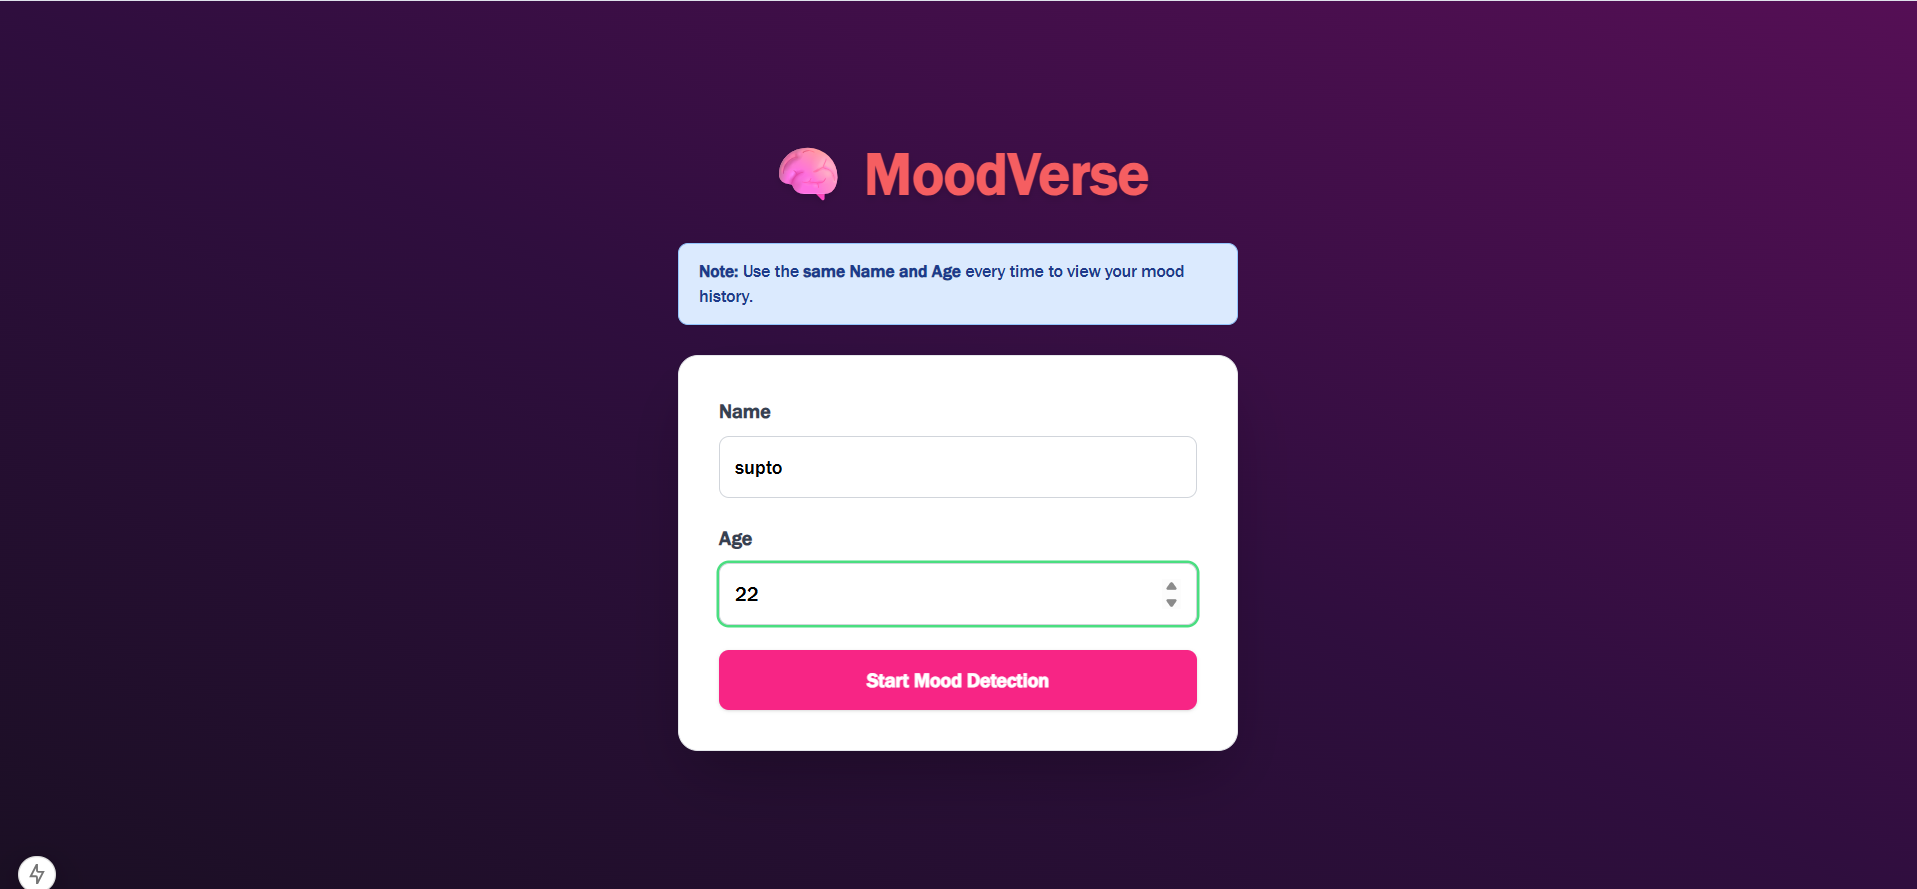 MoodVerse
Note: Use the same Name and Age every time to view your mood
history.
Name
supto
Age
22
Start Mood Detection